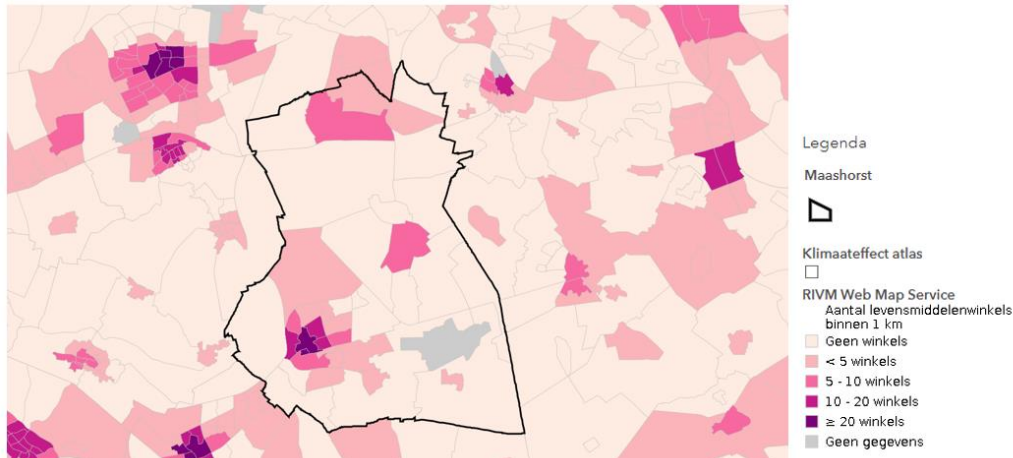 Legenda
Maashorst
Klimaateffect atlas
RIVM Web Map Service
Aantal levensmiddelenwinkels
binnen 1 km
Geen winkels
< 5 winkels
5 - 10 winkels
10 - 20 winkels
≥ 20 winkels
Geen gegevens